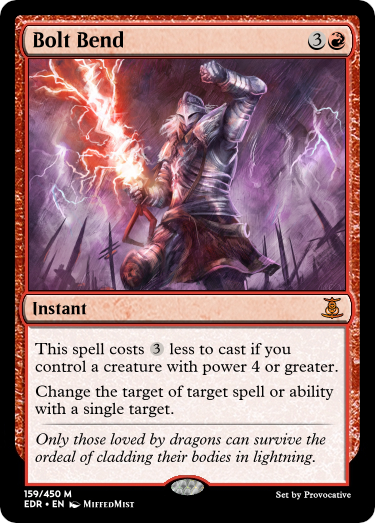 Bolt Bend 3
Instant
This spell costs 3 less to cast if you
control a creature with power 4 or greater.
Change the target of target spell or ability
with a single target.
Only those loved by dragons can survive the
ordeal of cladding their bodies in lightning.
159/450 M
EDR • EN MiffedMist
Set by Provocative